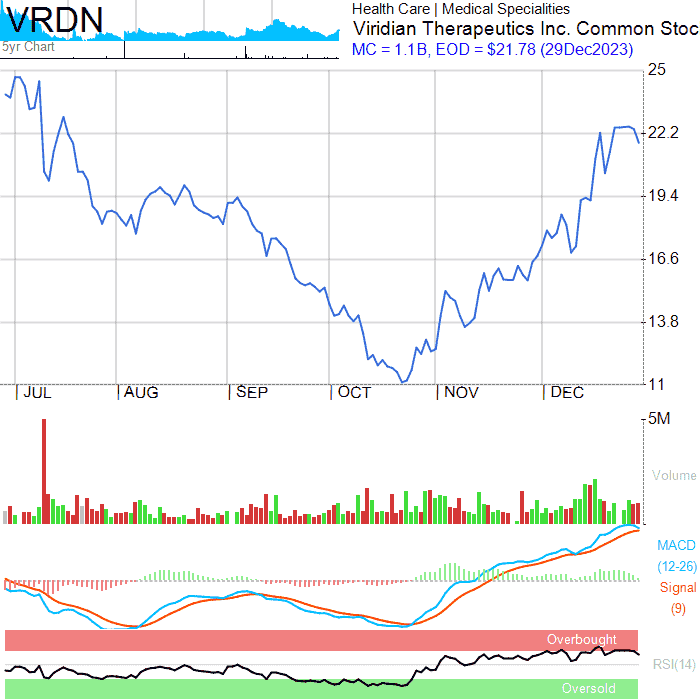 VRDN
5yr Chart
Health Care | Medical Specialities
Viridian Therapeutics Inc. Common Stoc
MC = 1.1B, EOD = $21.78 (29Dec2023)
25
22.2
19.4
16.6
13.8
11
JUL AUG SEP OCT NOV DEC
5M
Volume
MACD
(12-26)
Signal
(9)
Overbought
RSI(14)
Oversold